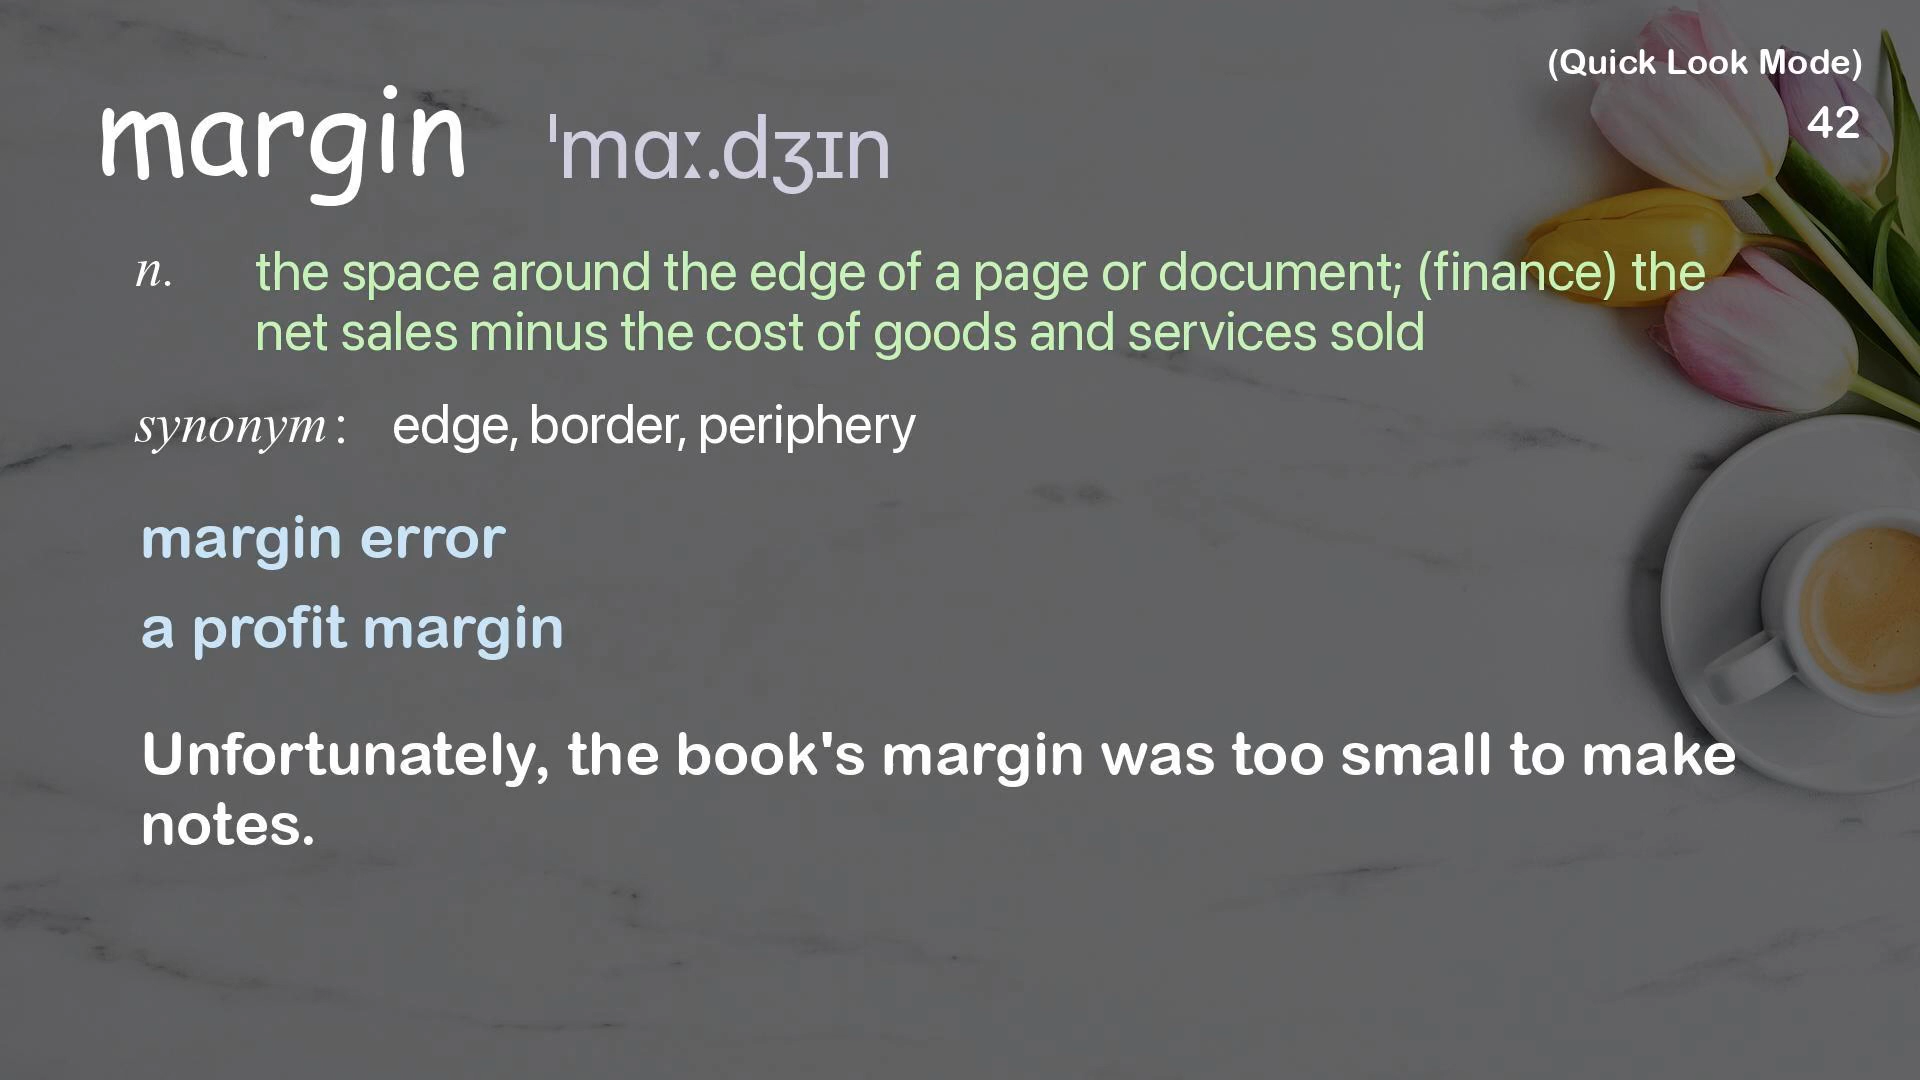 (Quick Look Mode)
42
margin ˈmɑː.dʒɪn
n. the space around the edge of a page or document; (finance) the
net sales minus the cost of goods and services sold
synonym: edge, border, periphery
margin error
a profit margin
Unfortunately, the book's margin was too small to make
notes.